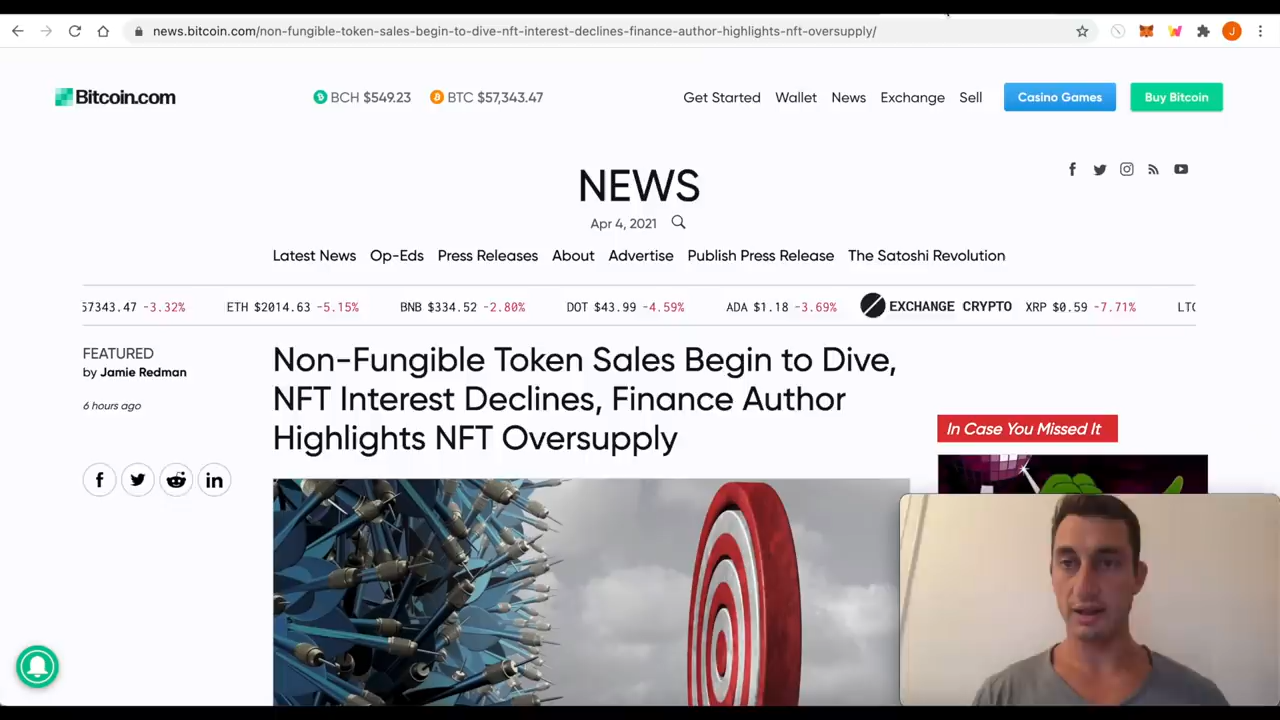 news.bitcoin.com/non-fungible-token-sales-begin-to-dive-nft-interest-declines-finance-author-highlights-nft-oversupply/
J
Bitcoin.com
BCH $549.23
BTC $57,343.47
Get Started Wallet News Exchange Sell
Casino Games
Buy Bitcoin
NEWS
Apr 4, 2021
Latest News Op-Eds Press Releases About Advertise Publish Press Release The Satoshi Revolution
57343.47 -3.32% ETH $2014.63 -5.15% BNB $334.52 -2.80% DOT $43.99 -4.59% ADA $1.18 -3.69% EXCHANGE CRYPTO XRP $0.59 -7.71% LTC
FEATURED
by Jamie Redman
6 hours ago
Non-Fungible Token Sales Begin to Dive,
NFT Interest Declines, Finance Author
Highlights NFT Oversupply
In Case You Missed It